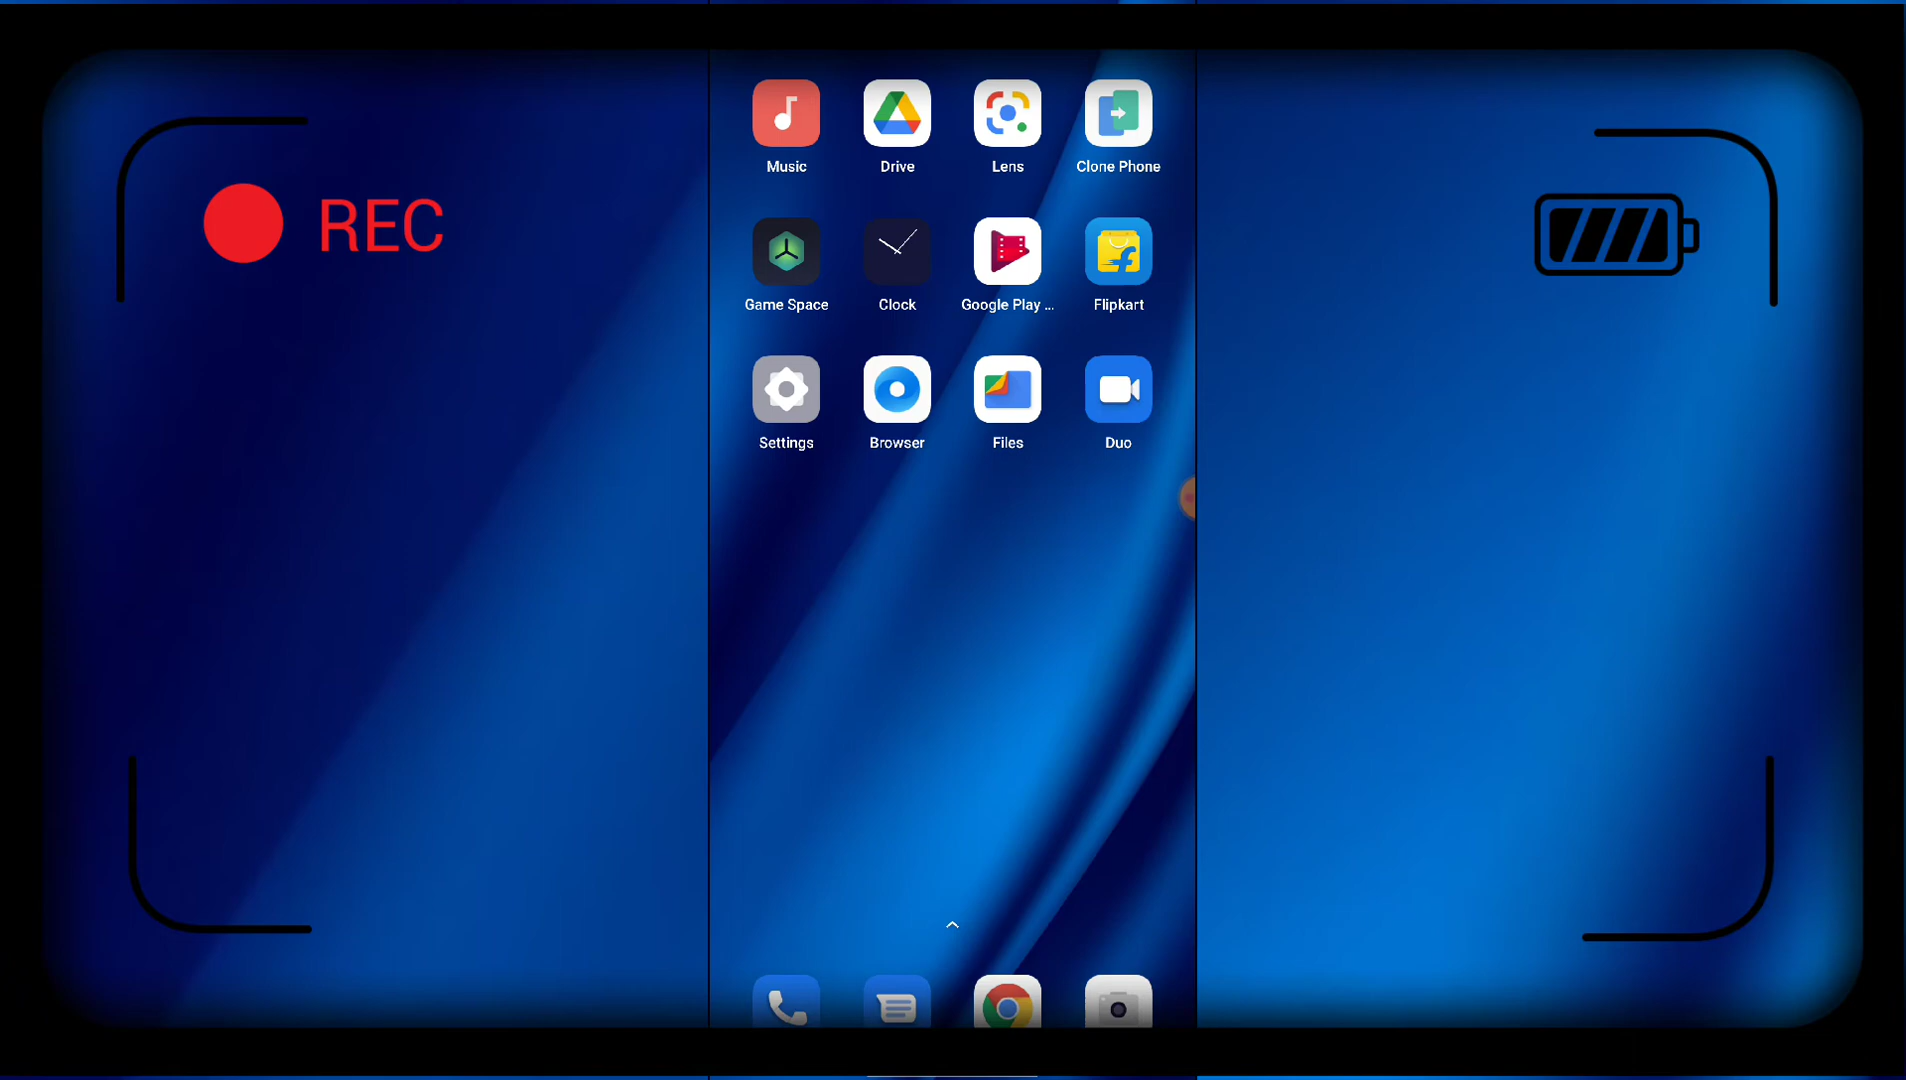 Music Drive Lens Clone Phone
REC
Game Space Clock Google Play ... Flipkart
Settings Browser Files Duo